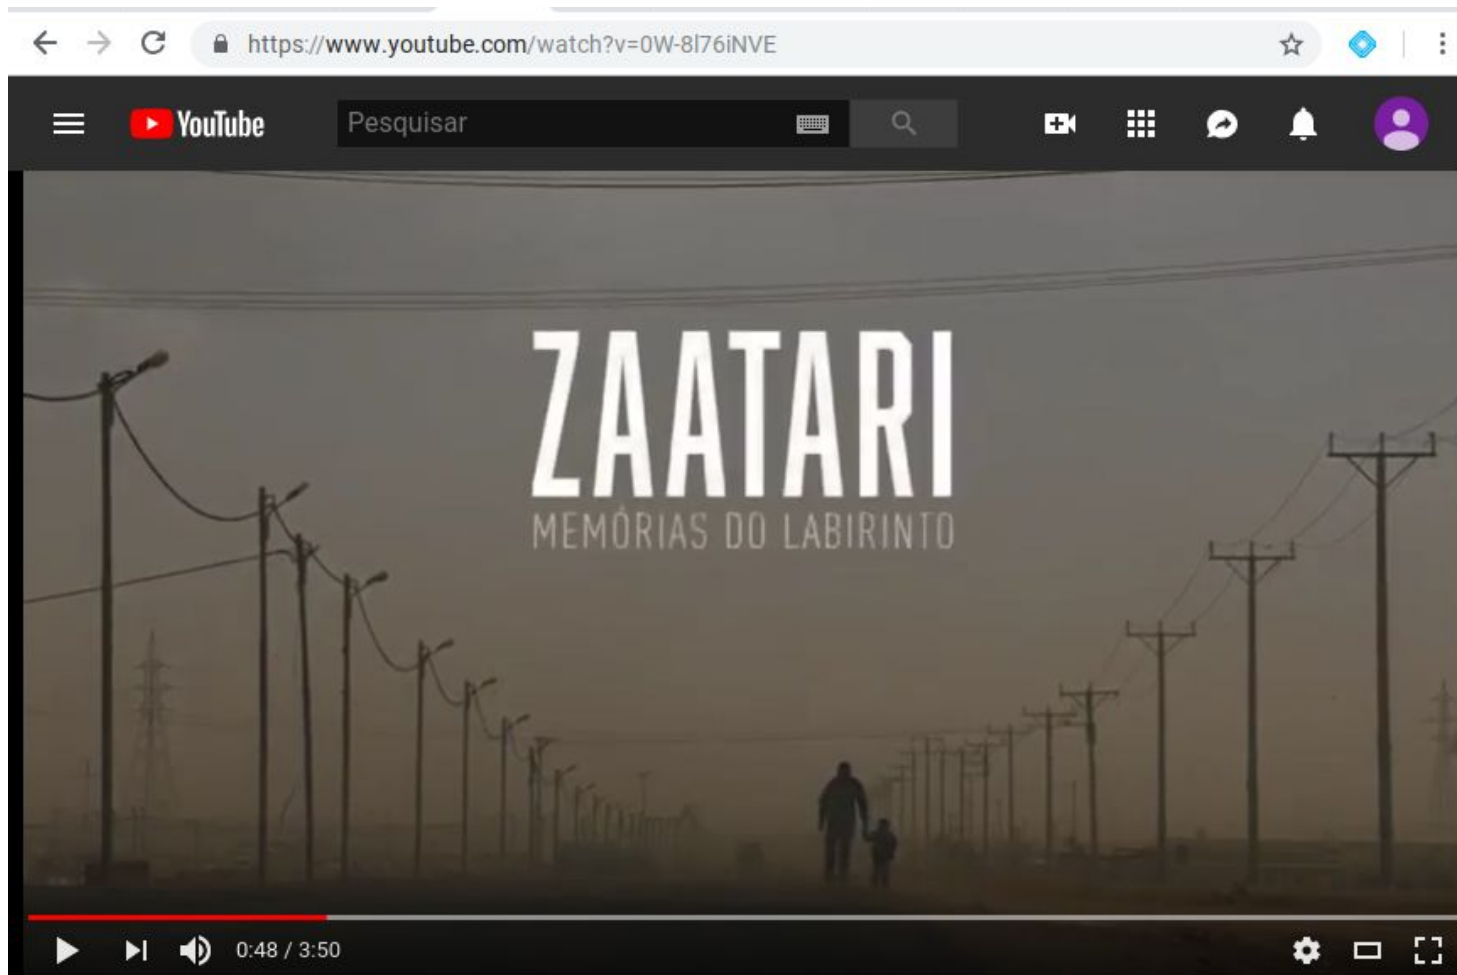 https://www.youtube.com/watch?v=0W-8l76iNVE
YouTube
Pesquisar
ZAATARI
MEMÓRIAS DO LABIRINTO
0:48 / 3:50